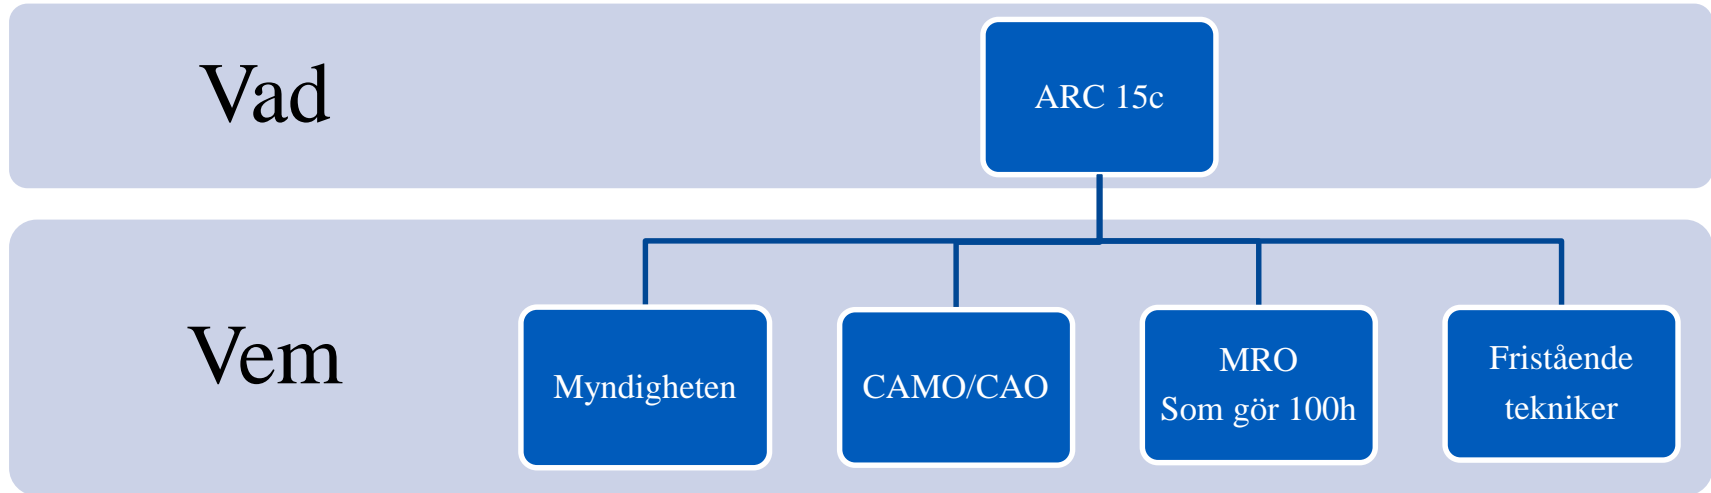 Vad
ARC 15c
Vem
Myndigheten
CAMO/CAO
MRO
Som gör 100h
Fristående
tekniker